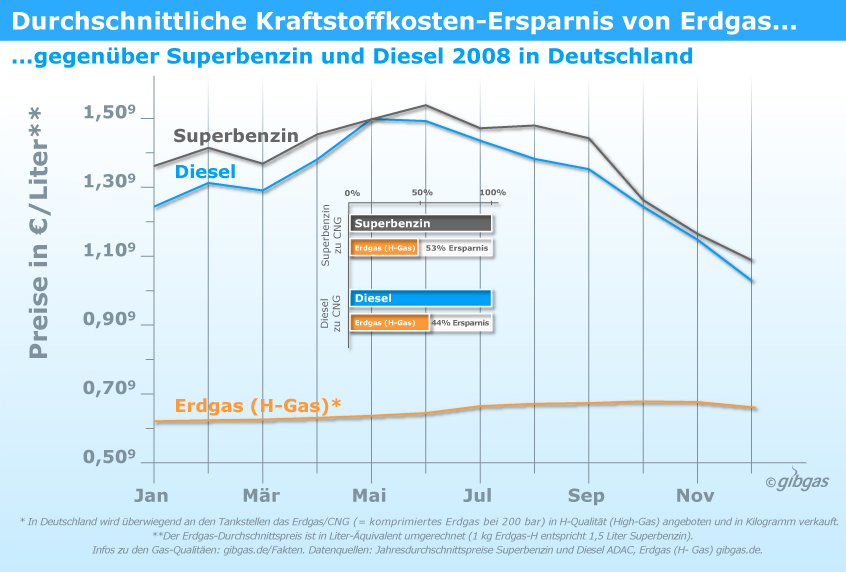 Durchschnittliche Kraftstoffkosten-Ersparnis von Erdgas...
...gegenüber Superbenzin und Diesel 2008 in Deutschland
Preise in €/Liter**
1,50⁹
1,30⁹
1,10⁹
0,90⁹
0,70⁹
0,50⁹
Superbenzin
Diesel
0% 50% 100%
Superbenzin
zu CNG
Superbenzin
Erdgas (H-Gas) 53% Ersparnis
Diesel
zu CNG
Diesel
Erdgas (H-Gas) 44% Ersparnis
Erdgas (H-Gas)*
Jan Mär Mai Jul Sep Nov
© gibgas
* In Deutschland wird überwiegend an den Tankstellen das Erdgas/CNG (= komprimiertes Erdgas bei 200 bar) in H-Qualität (High-Gas) angeboten und in Kilogramm verkauft.
**Der Erdgas-Durchschnittspreis ist in Liter-Äquivalent umgerechnet (1 kg Erdgas-H entspricht 1,5 Liter Superbenzin).
Infos zu den Gas-Qualitäen: gibgas.de/Fakten. Datenquellen: Jahresdurchschnittspreise Superbenzin und Diesel ADAC, Erdgas (H- Gas) gibgas.de.